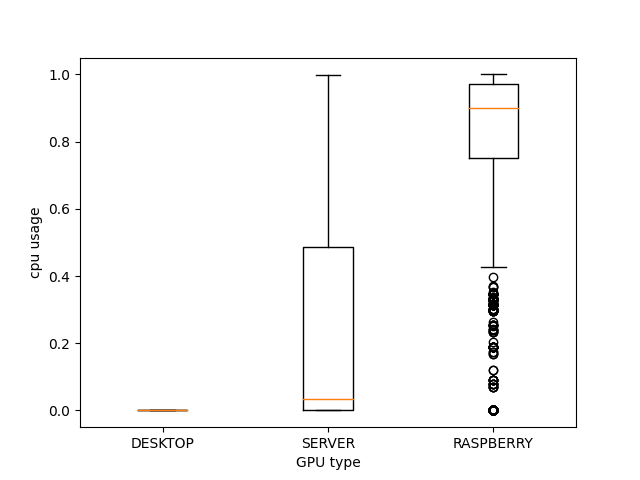 1.0
0.8
0.6
0.4
0.2
0.0
cpu usage
DESKTOP
SERVER
RASPBERRY
GPU type